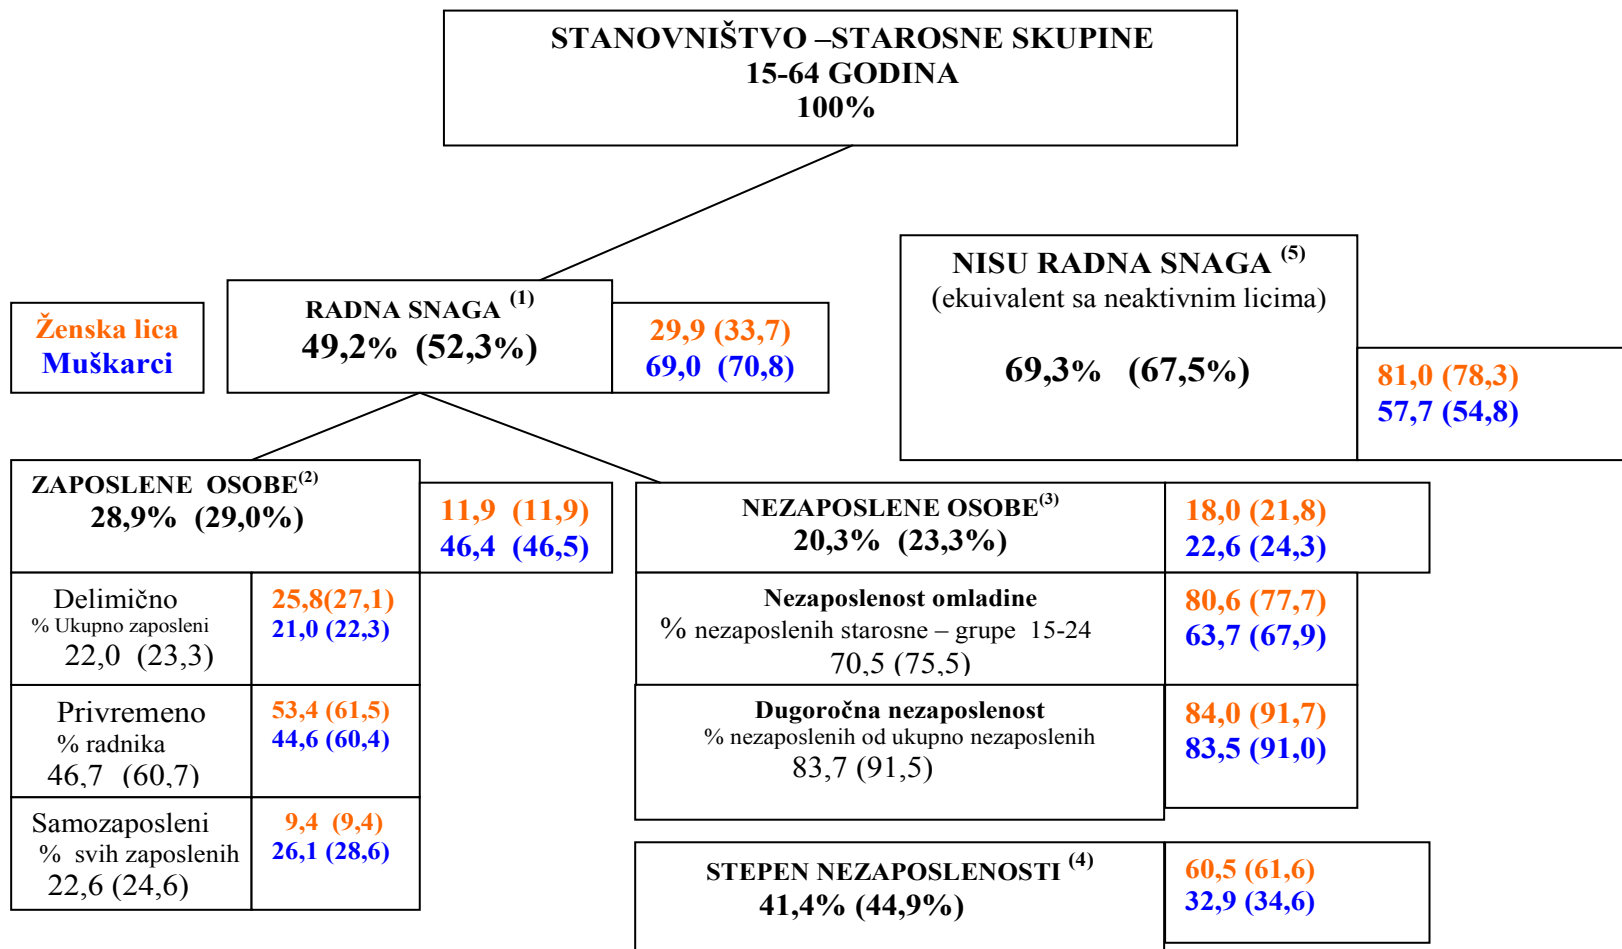 STANOVNIŠTVO –STAROSNE SKUPINE
15-64 GODINA
100%
NISU RADNA SNAGA (5)
(ekuivalent sa neaktivnim licima)
69,3% (67,5%)
81,0 (78,3)
57,7 (54,8)
Ženska lica
Muškarci
RADNA SNAGA (1)
49,2% (52,3%)
29,9 (33,7)
69,0 (70,8)
ZAPOSLENE OSOBE(2)
28,9% (29,0%)
11,9 (11,9)
46,4 (46,5)
Delimično
% Ukupno zaposleni
22,0 (23,3)
25,8(27,1)
21,0 (22,3)
Privremeno
% radnika
46,7 (60,7)
53,4 (61,5)
44,6 (60,4)
Samozaposleni
% svih zaposlenih
22,6 (24,6)
9,4 (9,4)
26,1 (28,6)
NEZAPOSLENE OSOBE(3)
20,3% (23,3%)
18,0 (21,8)
22,6 (24,3)
Nezaposlenost omladine
% nezaposlenih starosne – grupe 15-24
70,5 (75,5)
80,6 (77,7)
63,7 (67,9)
Dugoročna nezaposlenost
% nezaposlenih od ukupno nezaposlenih
83,7 (91,5)
84,0 (91,7)
83,5 (91,0)
STEPEN NEZAPOSLENOSTI (4)
41,4% (44,9%)
60,5 (61,6)
32,9 (34,6)